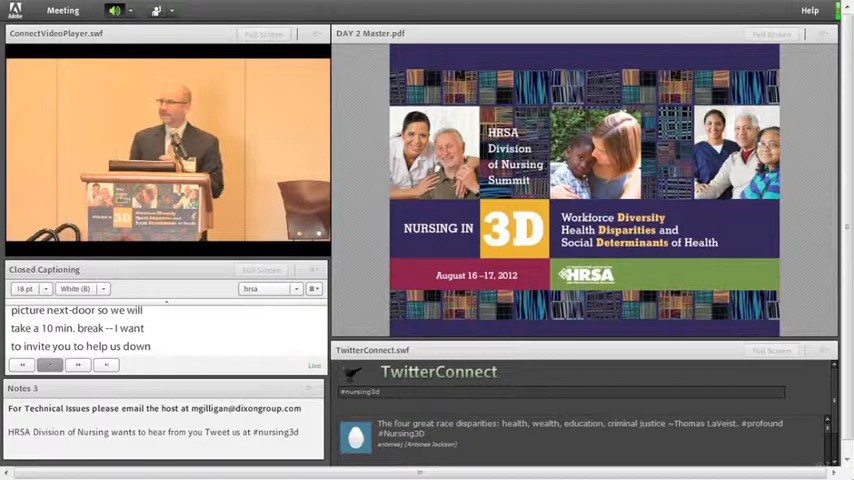 Adobe
Meeting
Help
ConnectVideoPlayer.swf
Full Screen
DAY 2 Master.pdf
Full Screen
HRSA
Division
of Nursing
Summit
NURSING IN
3D
Workforce Diversity
Health Disparities and
Social Determinants of Health
August 16–17, 2012
HRSA
3D
Closed Captioning
Full Screen
18 pt
White (B)
hrsa
picture next-door so we will
take a 10 min. break -- I want
to invite you to help us down
Live
Notes 3
For Technical Issues please email the host at mgilligan@dixongroup.com
HRSA Division of Nursing wants to hear from you Tweet us at #nursing3d
TwitterConnect.swf
Full Screen
TwitterConnect
#nursing3d
The four great race disparities: health, wealth, education, criminal justice ~Thomas LaVeist. #profound
#Nursing3D
antoneej [Antonea Jackson]